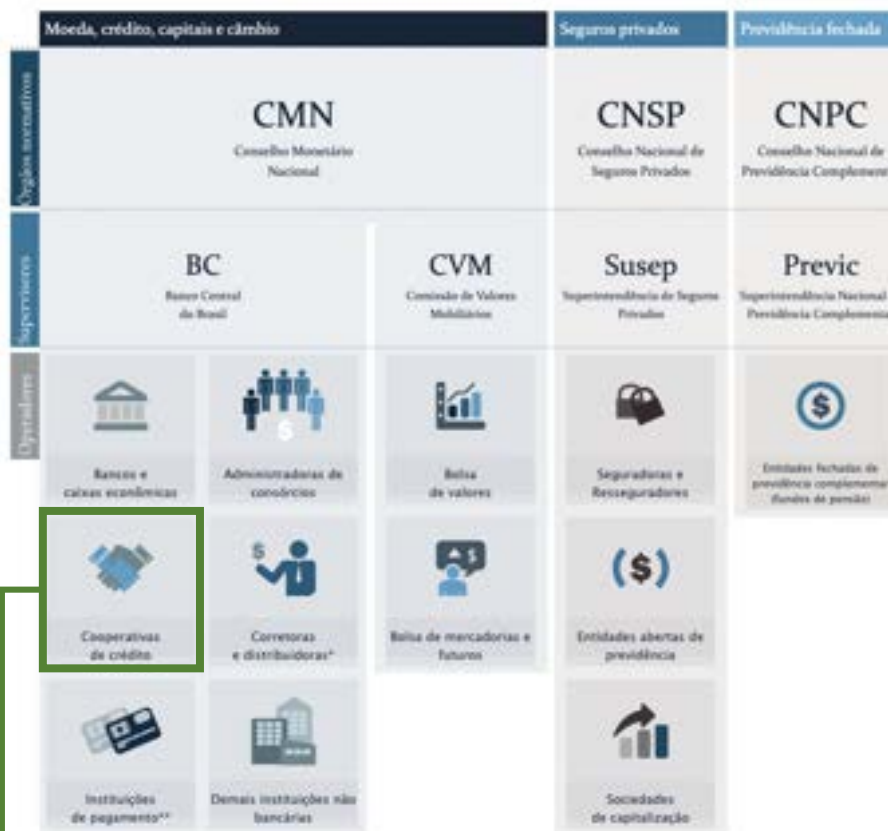 Moeda, crédito, capitais e câmbio
Seguros privados
Previdência fechada
Órgãos normativos
CMN
Conselho Monetário
Nacional
CNSP
Conselho Nacional de
Seguros Privados
CNPC
Conselho Nacional de
Previdência Complement
Supervisores
BC
Banco Central
do Brasil
CVM
Comissão de Valores
Mobiliários
Susep
Superintendência de Seguros
Privados
Previc
Superintendência Nacional
Previdência Complementa
Operadores
Bancos e
caixas econômicas
Administradoras de
consórcios
Bolsa
de valores
Seguradoras e
Resseguradores
Entidades fechadas de
previdência complementar
(fundos de pensão)
Cooperativas
de crédito
Corretoras
e distribuidoras*
Bolsa de mercadorias e
futuros
Entidades abertas de
previdência
Instituições
de pagamento**
Demais instituições não
bancárias
Sociedades
de capitalização